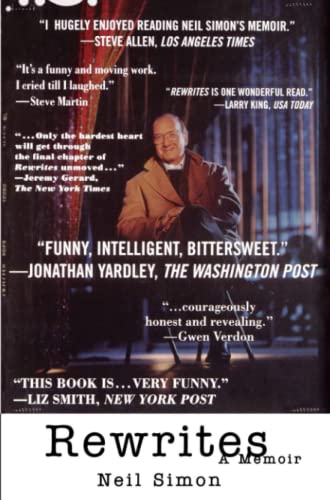 "I HUGELY ENJOYED READING NEIL SIMON'S MEMOIR."
—STEVE ALLEN, LOS ANGELES TIMES
"It's a funny and moving work.
I cried till I laughed."
—Steve Martin
"REWRITES IS ONE WONDERFUL READ."
—LARRY KING, USA TODAY
"...Only the hardest heart
will get through
the final chapter of
Rewrites unmoved..."
—Jeremy Gerard,
The New York Times
"FUNNY, INTELLIGENT, BITTERSWEET."
—JONATHAN YARDLEY, THE WASHINGTON POST
"...courageously
honest and revealing."
—Gwen Verdon
"THIS BOOK IS...VERY FUNNY."
—LIZ SMITH, NEW YORK POST
Rewrites
A Memoir
Neil Simon